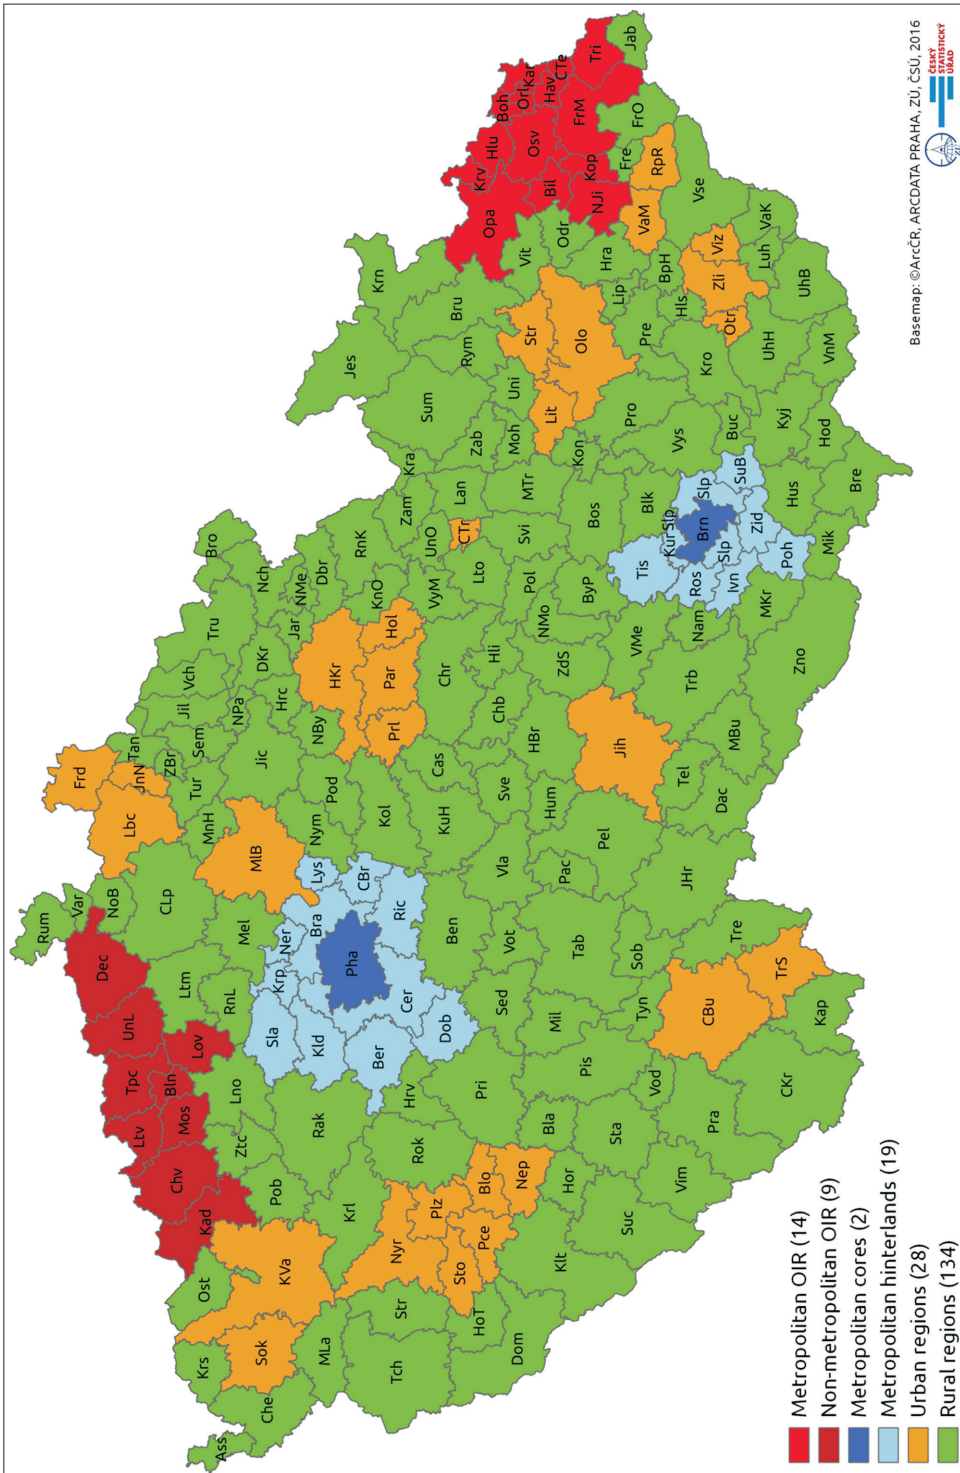 Rum
Var
NoB
Dec
UnL
Tpc
Ltv
Bln
Lov
Mos
Chv
Kad
Ltm
CLp
Lbc
Frd
JnN
Tan
ZBr
Sem
Tur
MnH
MlB
Mel
RnL
Lno
Ztc
Pob
Ost
KVa
Sok
Krs
Ass
Che
MLa
Krl
Rak
Sla
Krp
Ner
Kld
Pha
Bra
Lys
CBr
Nym
Pod
Jic
NPa
Jil
Vch
Tru
DKr
Hrc
NBy
HKr
Jar
NMe
Nch
Bro
Dbr
RnK
KnO
Hol
Par
Prl
Kol
Ric
Cer
Dob
Ber
Hrv
Rok
Plz
Nyr
Str
Tch
Sto
HoT
Dom
Pce
Blo
Nep
Klt
Hor
Bla
Pri
Sed
Ben
Vot
Vla
KuH
Cas
Chr
VyM
UnO
CTr
Lto
Lan
Zam
Kra
Zab
Sum
Jes
Krn
Bru
Rym
Uni
Moh
MTr
Svi
Pol
Hli
Chb
HBr
Sve
Hum
Pac
Pel
Tab
Mil
Pis
Sta
Suc
Vim
Pra
Vod
Tyn
Sob
CBu
TrS
Tre
Kap
CKr
JHr
Jih
Tel
Dac
MBu
Trb
VMe
ZdS
NMo
ByP
Bos
Kon
Lit
Str
Olo
Vit
Odr
Opa
Krv
Hlu
Boh
Orl
Kar
Hav
CTe
Tri
Jab
FrM
Osv
Bil
Kop
NJi
Fre
FrO
RpR
VaM
Hra
Lip
BpH
Pre
Hls
Pro
Kro
Vys
Blk
Tis
Kur
Slp
Brn
Slp
Slp
Ros
Ivn
Nam
MKr
Zno
Poh
Zid
SuB
Buc
Hus
Mik
Bre
Hod
Kyj
UhH
Otr
Zli
Viz
Vse
VaK
Luh
UhB
VnM
Metropolitan OIR (14)
Non-metropolitan OIR (9)
Metropolitan cores (2)
Metropolitan hinterlands (19)
Urban regions (28)
Rural regions (134)
Basemap: ©ArcČR, ARCDATA PRAHA, ZÚ, ČSÚ, 2016
ČESKÝ
STATISTICKÝ
ÚŘAD